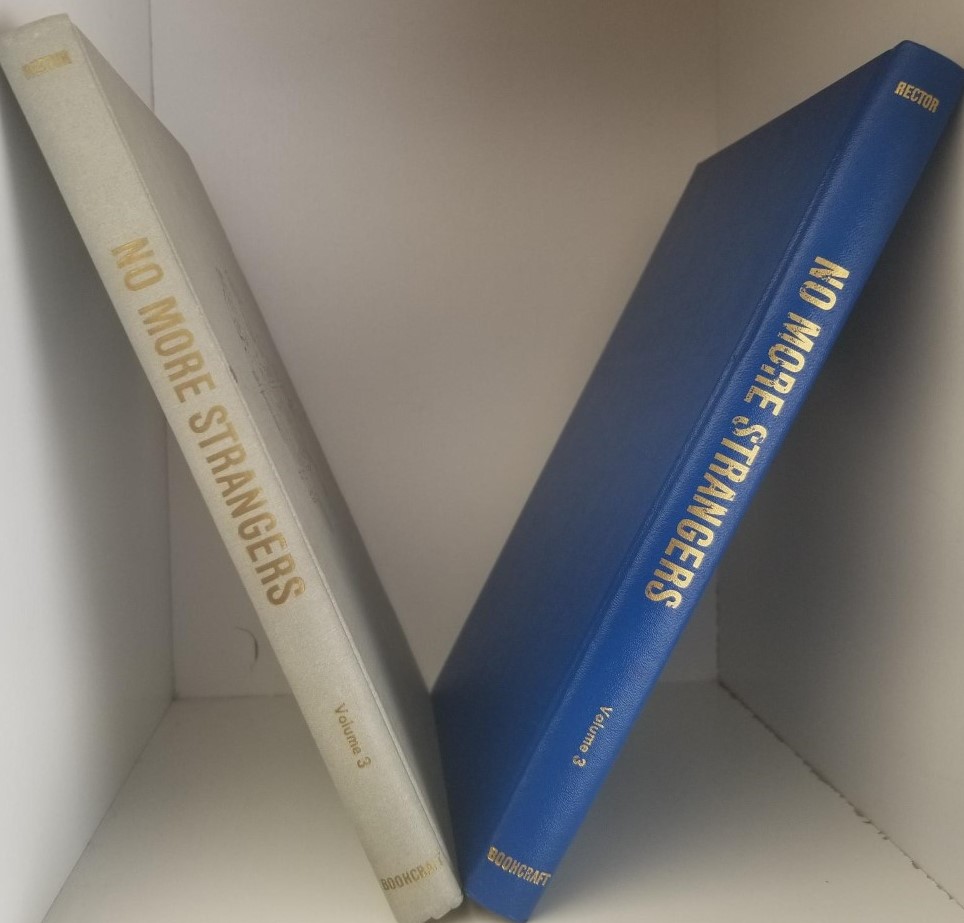 RECTOR
NO MORE STRANGERS
Volume 3
BOOKCRAFT
RECTOR
NO MORE STRANGERS
Volume 3
BOOKCRAFT